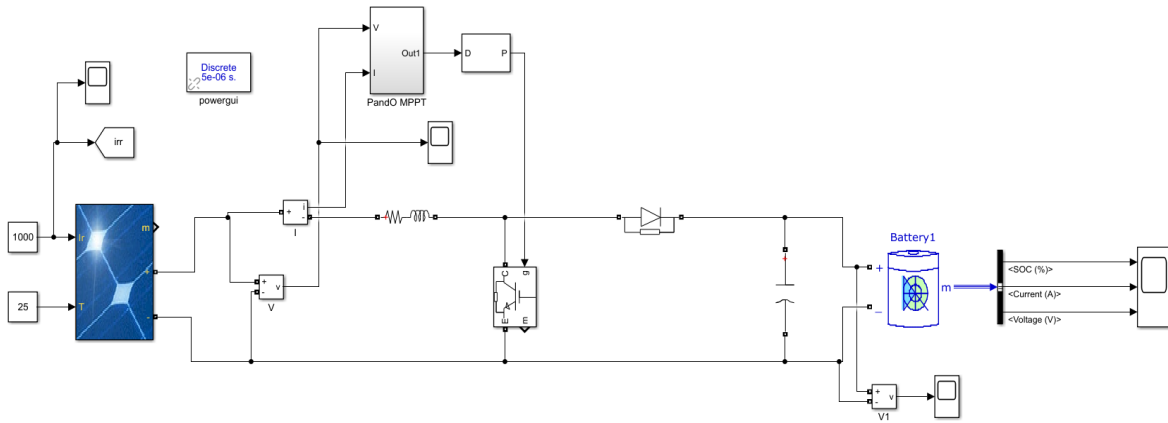 Discrete
5e-06 s.
powergui
V
I
Out1
PandO MPPT
D
P
irr
1000
25
Ir
T
m
+
-
+
i
-
I
+
-
v
V
C
g
E
m
+
Battery1
+
-
m
<SOC (%)>
<Current (A)>
<Voltage (V)>
+
-
v
V1